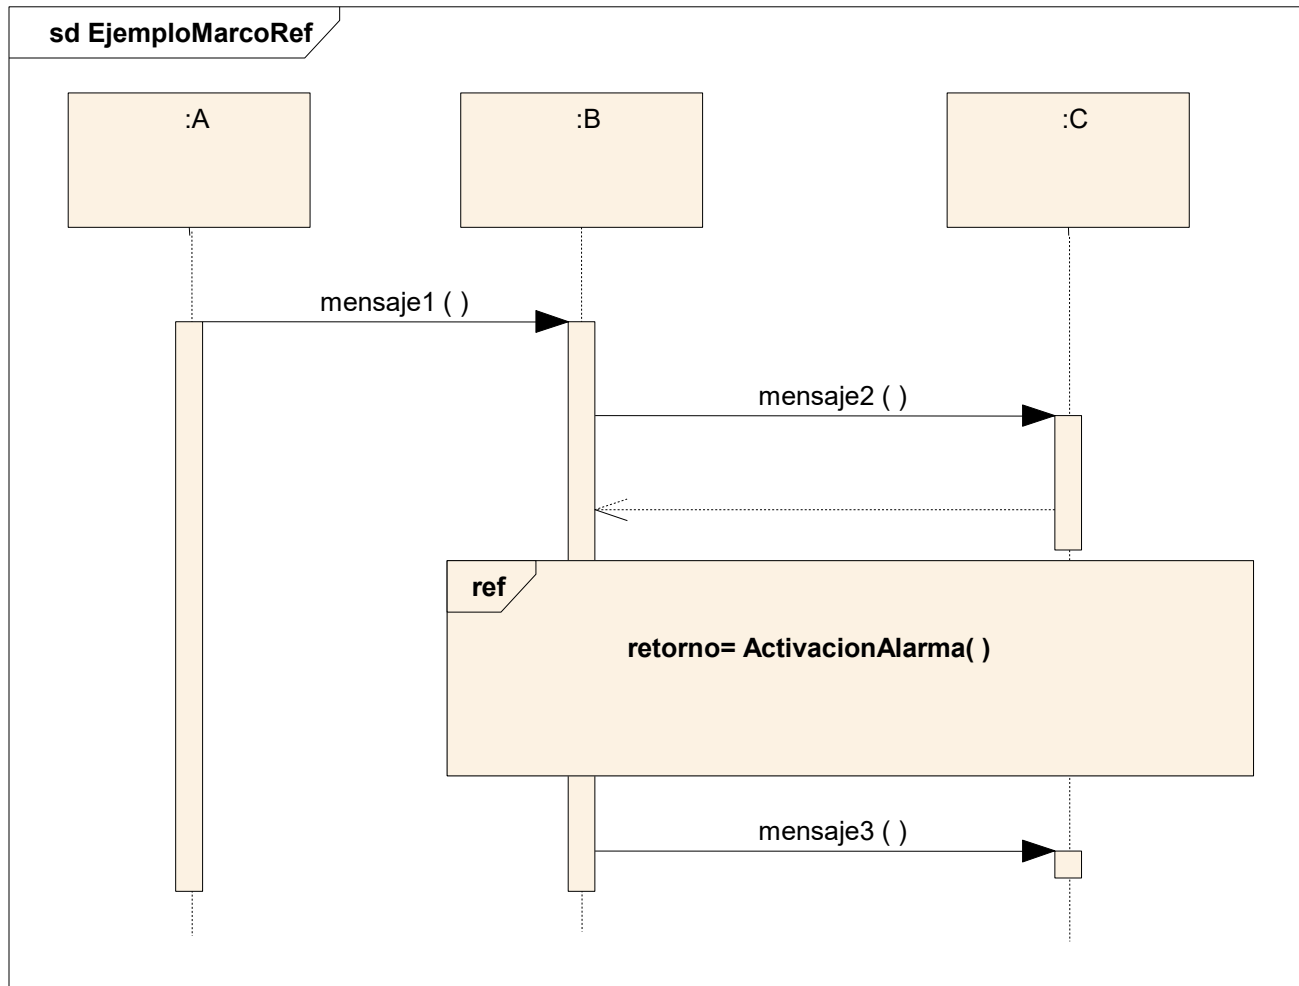 sd EjemploMarcoRef
:A
:B
:C
mensaje1 ( )
mensaje2 ( )
ref
retorno= ActivacionAlarma( )
mensaje3 ( )